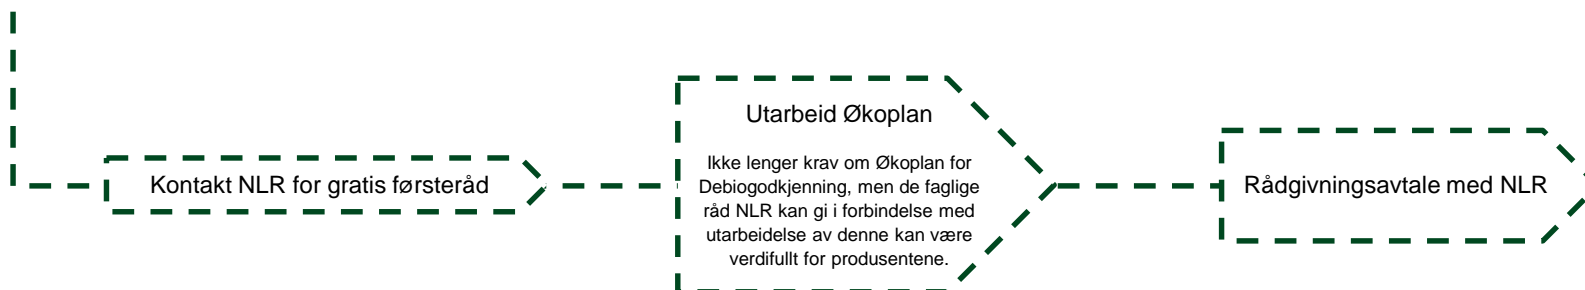 Kontakt NLR for gratis førsteråd
Utarbeid Økoplan
Ikke lenger krav om Økoplan for
Debiogodkjenning, men de faglige
råd NLR kan gi i forbindelse med
utarbeidelse av denne kan være
verdifullt for produsentene.
Rådgivningsavtale med NLR